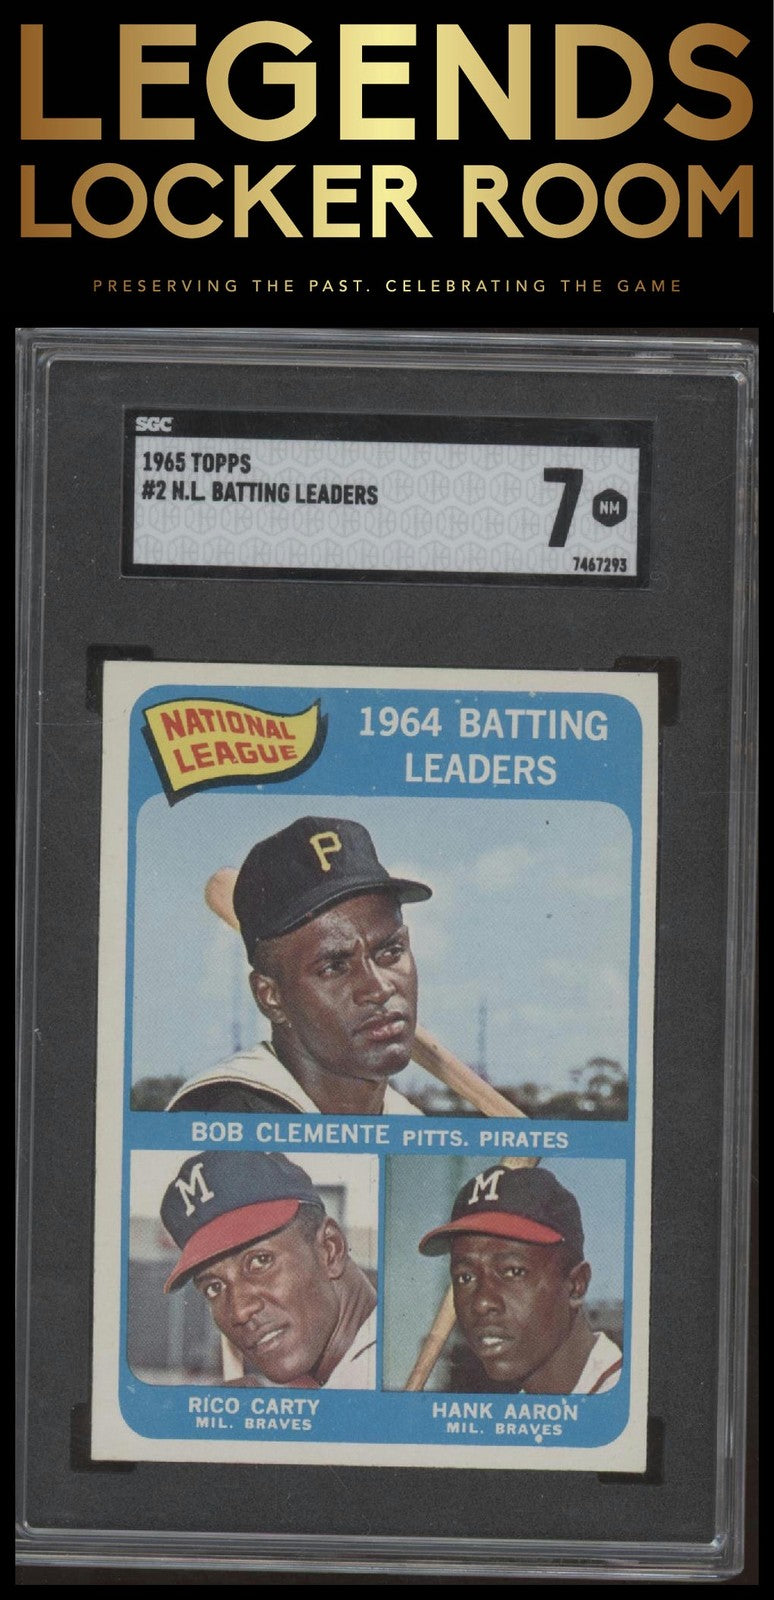 LEGENDS
LOCKER ROOM
PRESERVING THE PAST. CELEBRATING THE GAME
SGC
1965 TOPPS
#2 N.L. BATTING LEADERS
7 NM
7467293
NATIONAL
LEAGUE
1964 BATTING
LEADERS
P
BOB CLEMENTE PITTS. PIRATES
M
M
RICO CARTY
MIL. BRAVES
HANK AARON
MIL. BRAVES